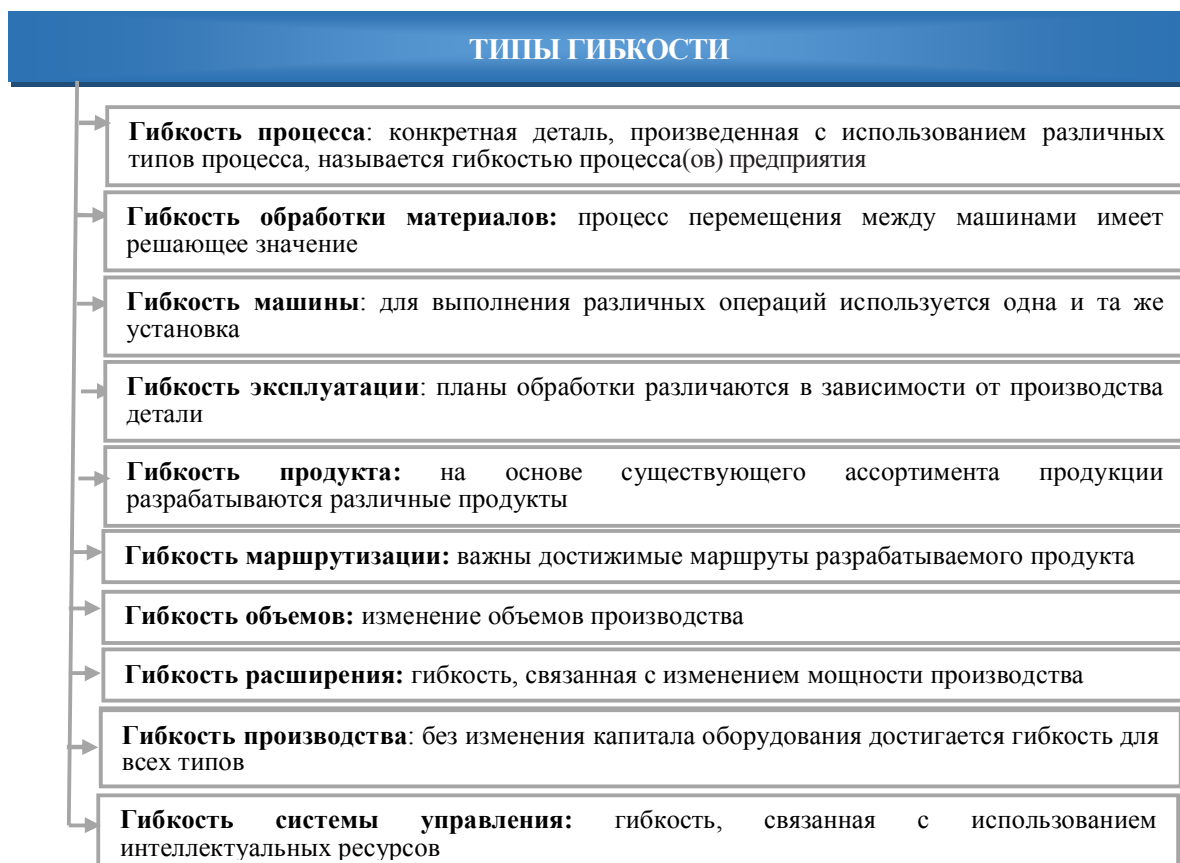 ТИПЫ ГИБКОСТИ
Гибкость процесса: конкретная деталь, произведенная с использованием различных
типов процесса, называется гибкостью процесса(ов) предприятия
Гибкость обработки материалов: процесс перемещения между машинами имеет
решающее значение
Гибкость машины: для выполнения различных операций используется одна и та же
установка
Гибкость эксплуатации: планы обработки различаются в зависимости от производства
детали
Гибкость продукта: на основе существующего ассортимента продукции
разрабатываются различные продукты
Гибкость маршрутизации: важны достижимые маршруты разрабатываемого продукта
Гибкость объемов: изменение объемов производства
Гибкость расширения: гибкость, связанная с изменением мощности производства
Гибкость производства: без изменения капитала оборудования достигается гибкость для
всех типов
Гибкость системы управления: гибкость, связанная с использованием
интеллектуальных ресурсов